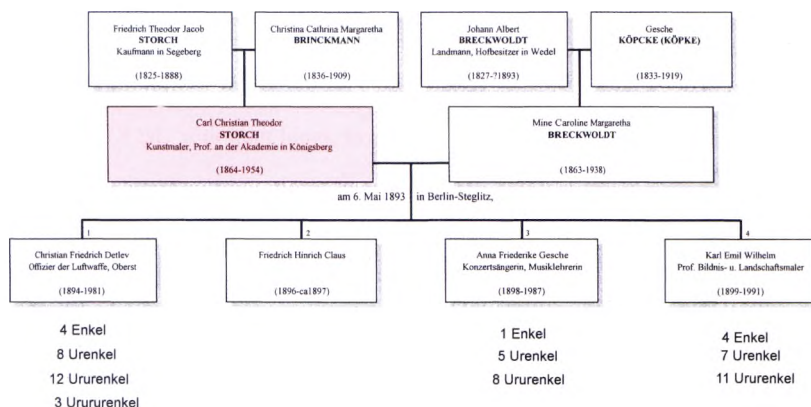 Friedrich Theodor Jacob
STORCH
Kaufmann in Segeberg
(1825-1888)
Christina Cathrina Margaretha
BRINCKMANN
(1836-1909)
Johann Albert
BRECKWOLDT
Landmann, Hofbesitzer in Wedel
(1827-?1893)
Gesche
KÖPCKE (KÖPKE)
(1833-1919)
Carl Christian Theodor
STORCH
Kunstmaler, Prof. an der Akademie in Königsberg
(1864-1954)
Mine Caroline Margaretha
BRECKWOLDT
(1863-1938)
am 6. Mai 1893 in Berlin-Steglitz,
1
Christian Friedrich Detlev
Offizier der Luftwaffe, Oberst
(1894-1981)
2
Friedrich Hinrich Claus
(1896-ca1897)
3
Anna Friederike Gesche
Konzertsängerin, Musiklehrerin
(1898-1987)
4
Karl Emil Wilhelm
Prof. Bildnis- u. Landschaftsmaler
(1899-1991)
4 Enkel
8 Urenkel
12 Ururenkel
3 Urururenkel
1 Enkel
5 Urenkel
8 Ururenkel
4 Enkel
7 Urenkel
11 Ururenkel